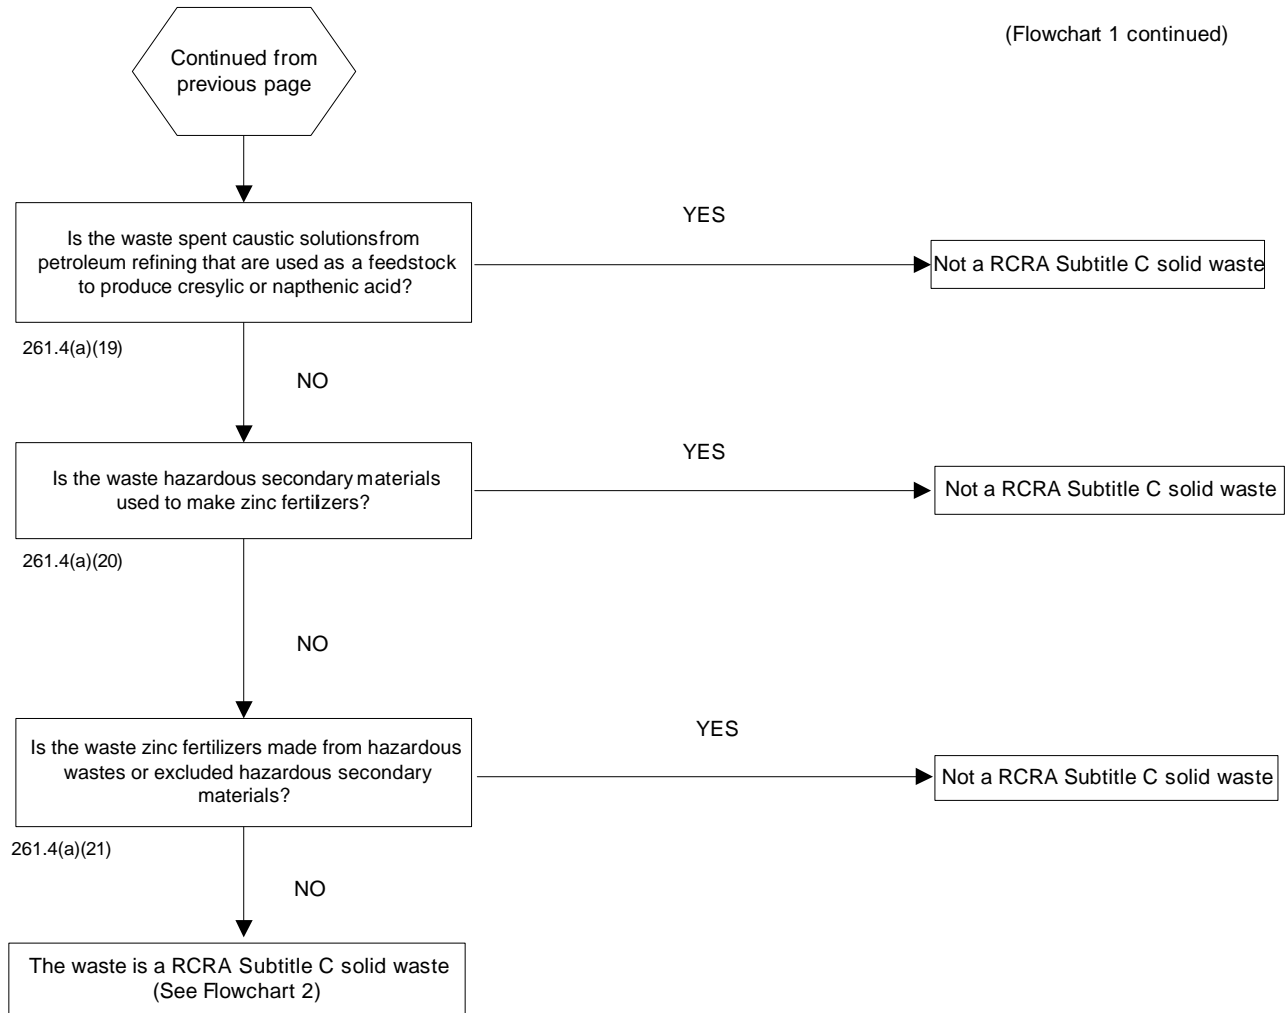 (Flowchart 1 continued)
Continued from
previous page
Is the waste spent caustic solutions from
petroleum refining that are used as a feedstock
to produce cresylic or napthenic acid?
YES
Not a RCRA Subtitle C solid waste
261.4(a)(19)
NO
Is the waste hazardous secondary materials
used to make zinc fertilizers?
YES
Not a RCRA Subtitle C solid waste
261.4(a)(20)
NO
Is the waste zinc fertilizers made from hazardous
wastes or excluded hazardous secondary
materials?
YES
Not a RCRA Subtitle C solid waste
261.4(a)(21)
NO
The waste is a RCRA Subtitle C solid waste
(See Flowchart 2)